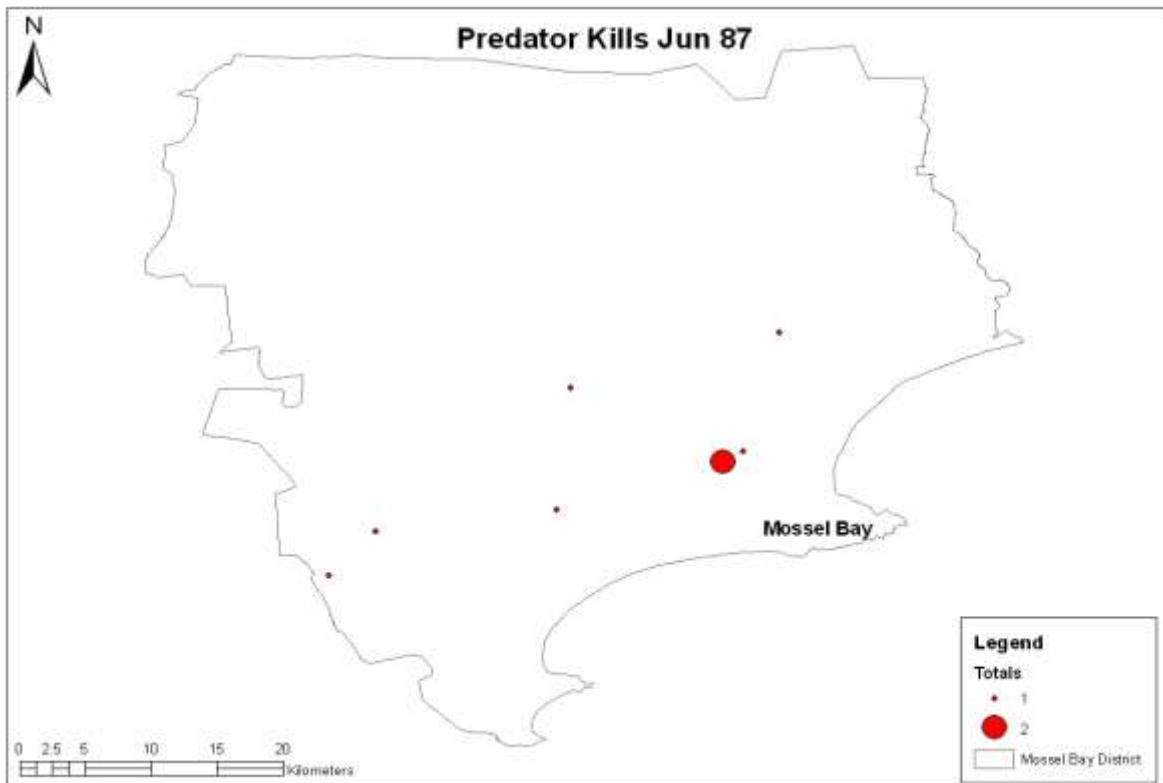 Predator Kills Jun 87
N
Mossel Bay
Legend
Totals
1
2
Mossel Bay District
0 2.5 5 10 15 20
Kilometers